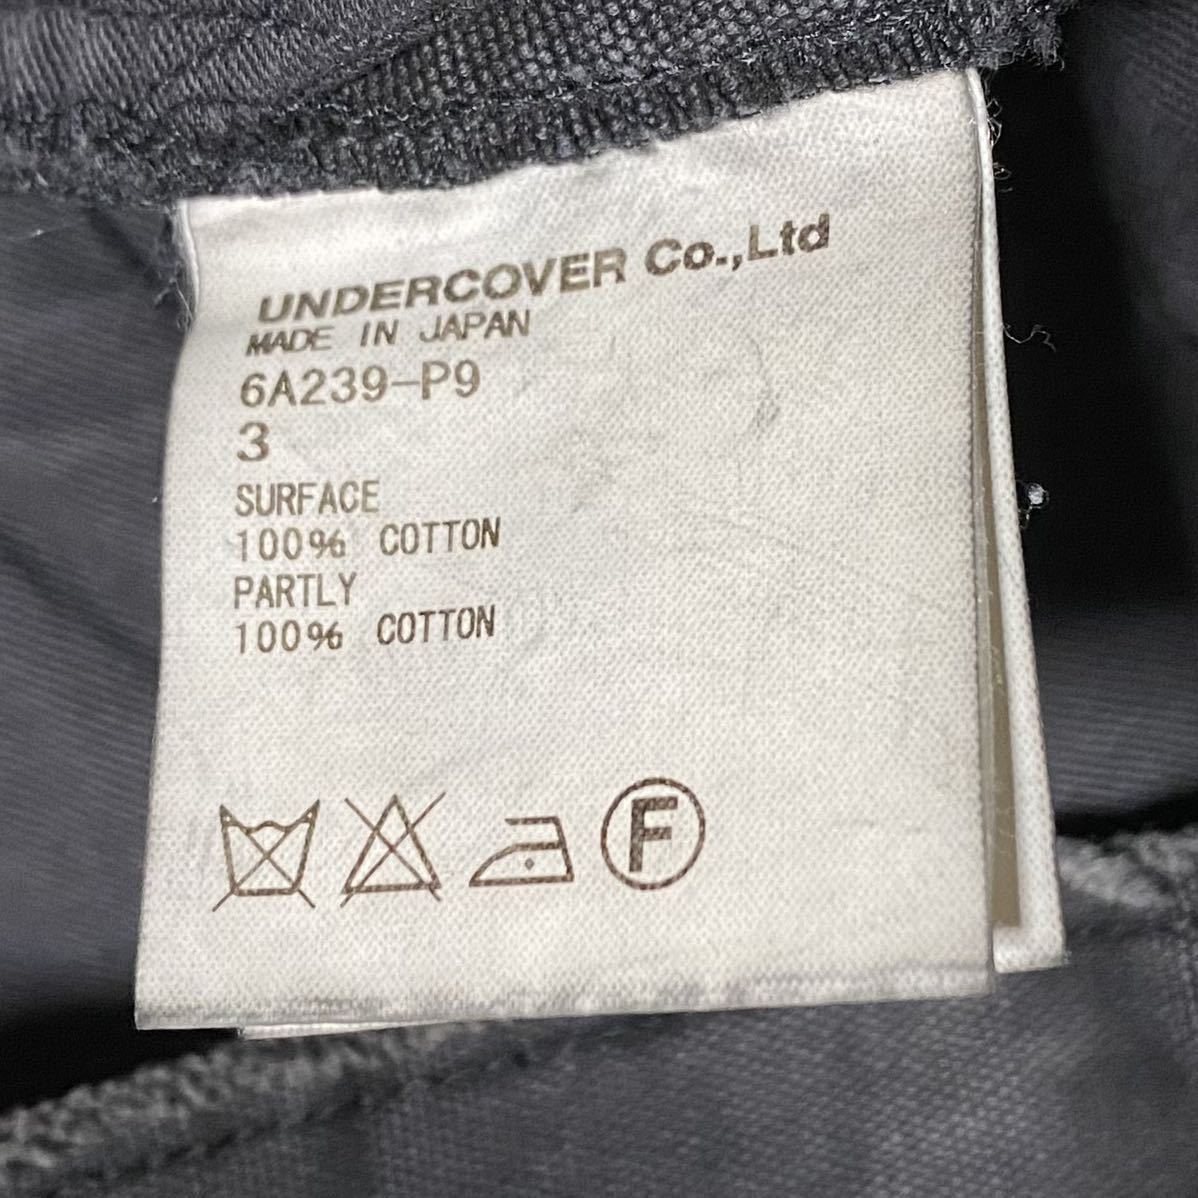 UNDERCOVER Co.,Ltd
MADE IN JAPAN
6A239-P9
3
SURFACE
100% COTTON
PARTLY
100% COTTON
F